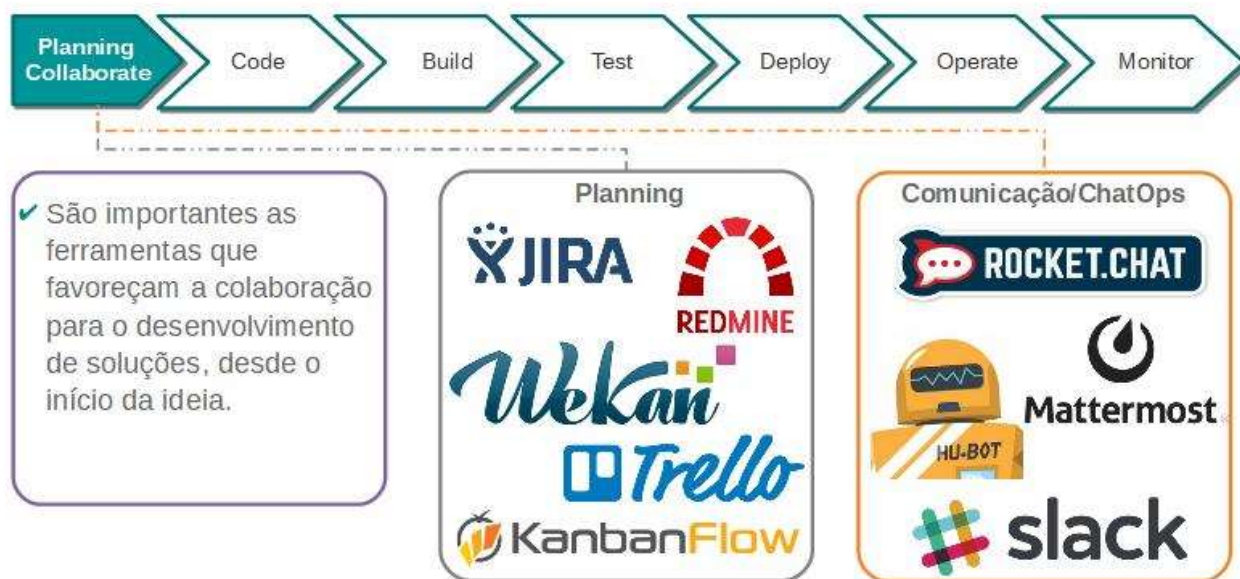 Planning
Collaborate
Code
Build
Test
Deploy
Operate
Monitor
✔ São importantes as
ferramentas que
favoreçam a colaboração
para o desenvolvimento
de soluções, desde o
início da ideia.
Planning
JIRA
REDMINE
WeKan
Trello
KanbanFlow
Comunicação/ChatOps
ROCKET.CHAT
Mattermost
HU-BOT
slack